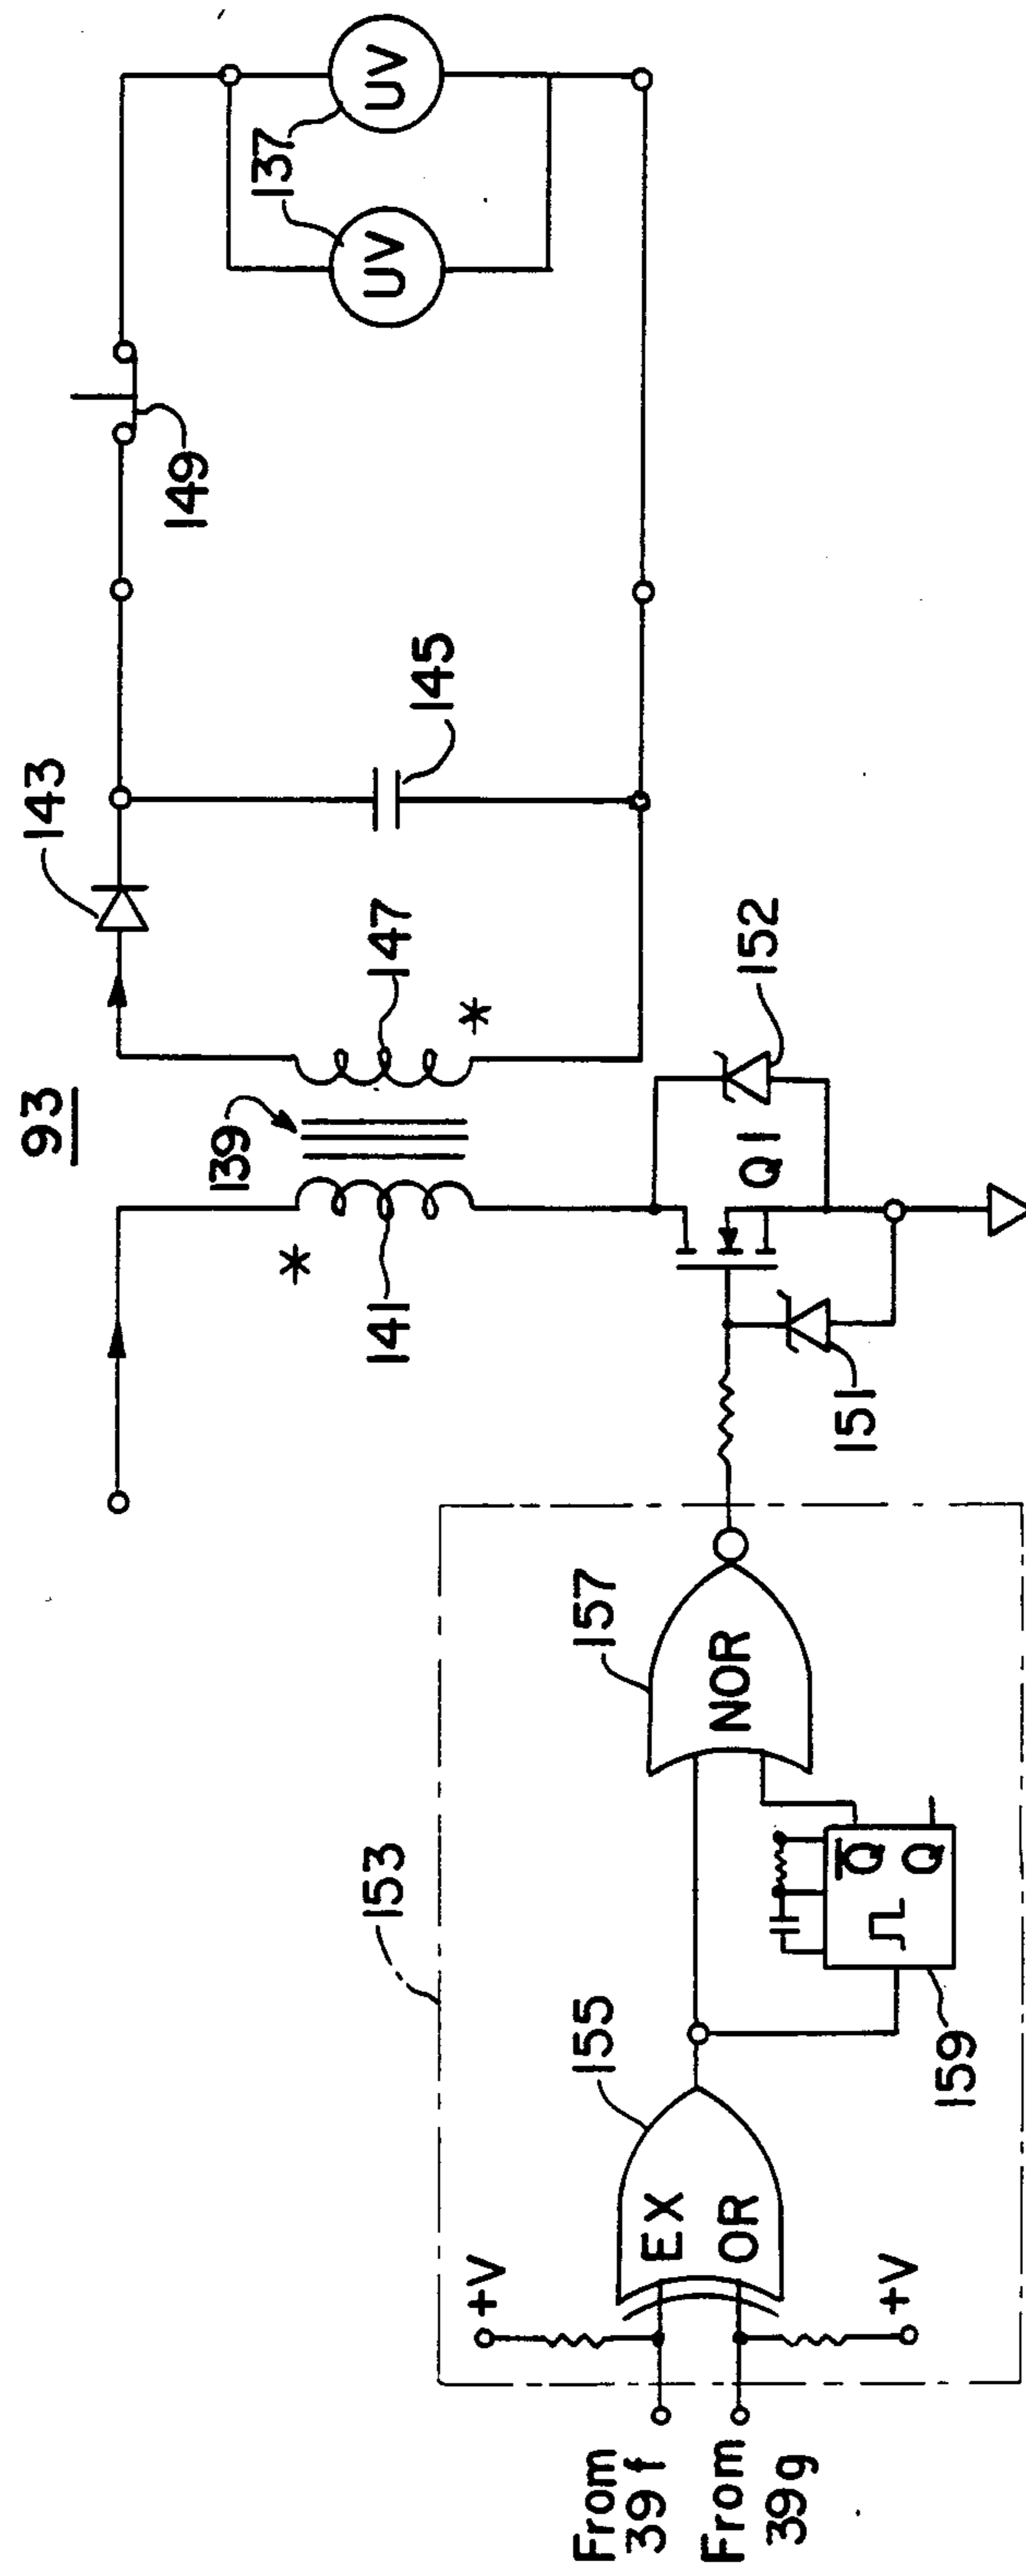 93
139
141
147
*
*
143
145
149
137
UV
UV
152
Q1
151
153
155
157
159
EX
OR
NOR
Q̅
Q
+V
+V
From
39f
From
39g